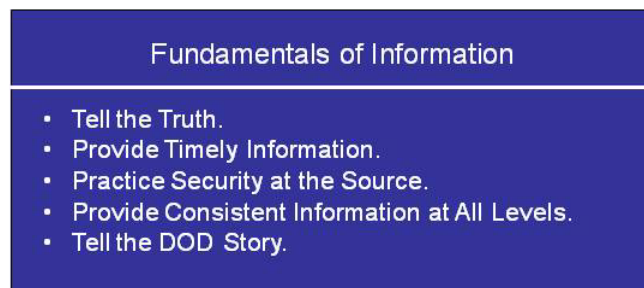 Fundamentals of Information
• Tell the Truth.
• Provide Timely Information.
• Practice Security at the Source.
• Provide Consistent Information at All Levels.
• Tell the DOD Story.